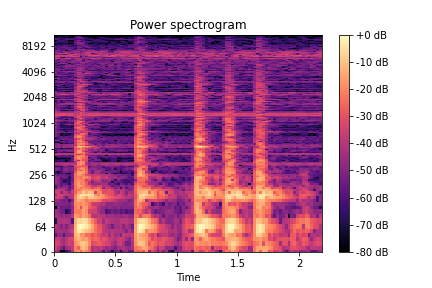 Power spectrogram
Hz
8192
4096
2048
1024
512
256
128
64
0
0
0.5
1
1.5
2
Time
+0 dB
-10 dB
-20 dB
-30 dB
-40 dB
-50 dB
-60 dB
-70 dB
-80 dB